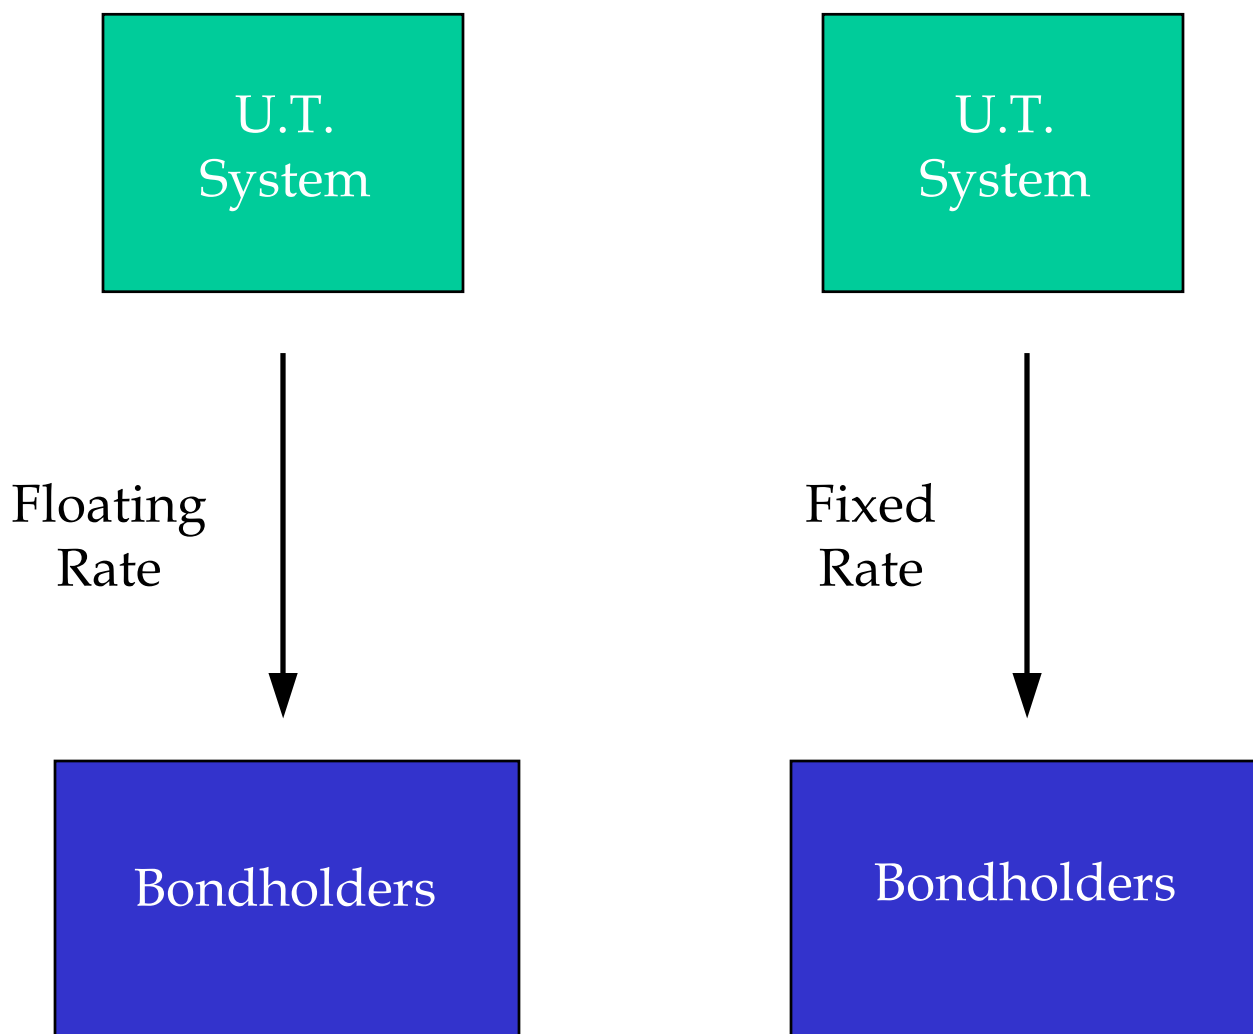 U.T.
System
U.T.
System
Floating
Rate
Fixed
Rate
Bondholders
Bondholders